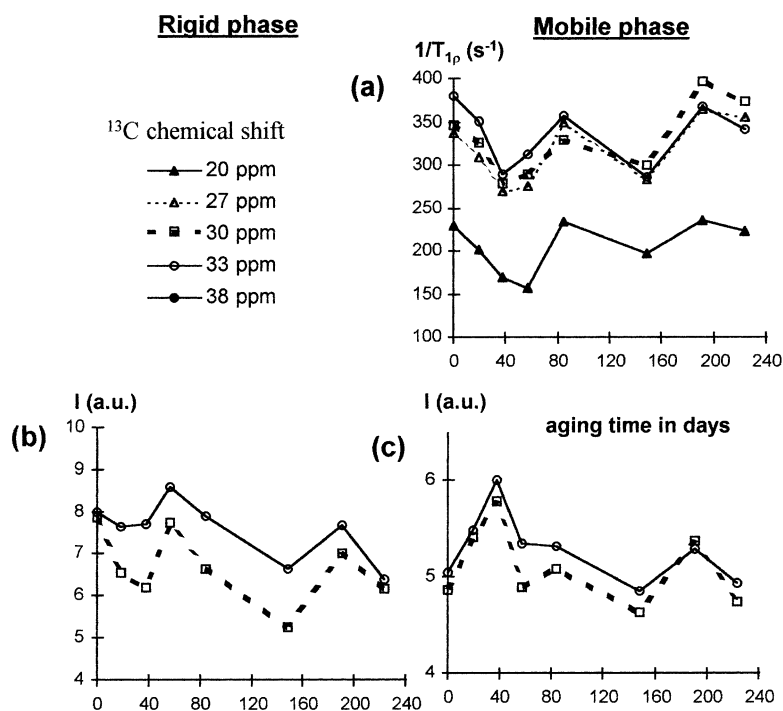 Rigid phase
Mobile phase
1/T1ρ (s-1)
(a)
400
350
300
250
200
150
100
0 40 80 120 160 200 240
13C chemical shift
20 ppm
27 ppm
30 ppm
33 ppm
38 ppm
I (a.u.)
(b)
10
9
8
7
6
5
4
0 40 80 120 160 200 240
I (a.u.)
aging time in days
(c)
6
5
4
0 40 80 120 160 200 240